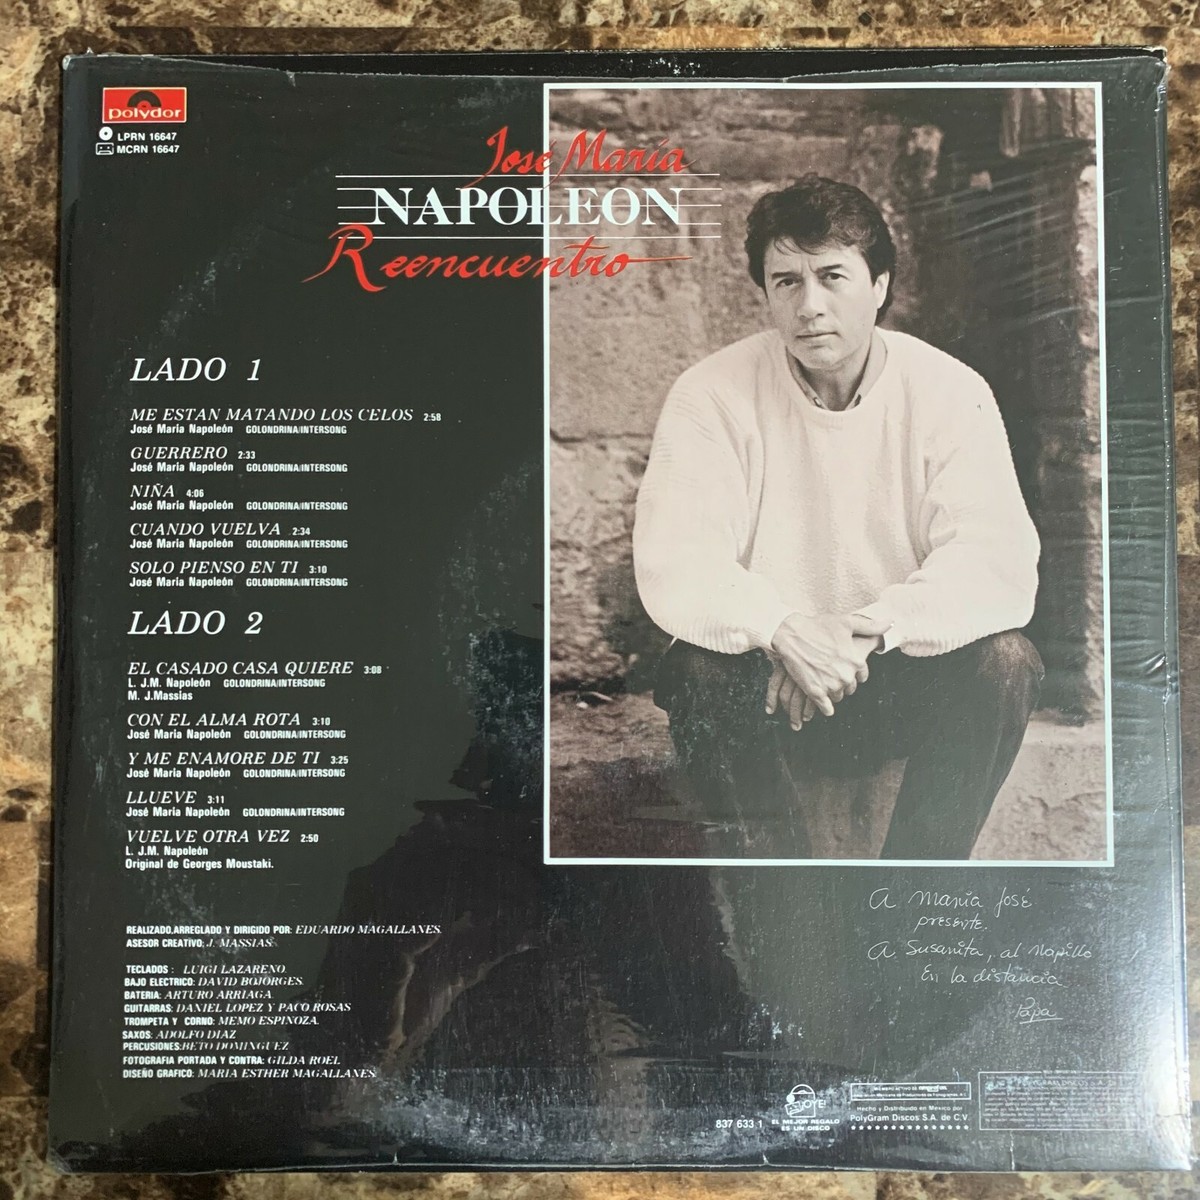 polydor
LPRN 16647
MCRN 16647
José María
NAPOLEON
Reencuentro
LADO 1
ME ESTAN MATANDO LOS CELOS 2:58
José María Napoleón GOLONDRINA/INTERSONG
GUERRERO 2:33
José María Napoleón GOLONDRINA/INTERSONG
NIÑA 4:06
José María Napoleón GOLONDRINA/INTERSONG
CUANDO VUELVA 2:34
José María Napoleón GOLONDRINA/INTERSONG
SOLO PIENSO EN TI 3:10
José María Napoleón GOLONDRINA/INTERSONG
LADO 2
EL CASADO CASA QUIERE 3:08
L. J.M. Napoleón GOLONDRINA/INTERSONG
M. J.Massias
CON EL ALMA ROTA 3:10
José María Napoleón GOLONDRINA/INTERSONG
Y ME ENAMORE DE TI 3:25
José María Napoleón GOLONDRINA/INTERSONG
LLUEVE 3:11
José María Napoleón GOLONDRINA/INTERSONG
VUELVE OTRA VEZ 2:50
L. J.M. Napoleón
Original de Georges Moustaki.
REALIZADO,ARREGLADO Y DIRIGIDO POR: EDUARDO MAGALLANES.
ASESOR CREATIVO: J. MASSIAS
TECLADOS: LUIGI LAZARENO
BAJO ELECTRICO: DAVID BOJORGES.
BATERIA: ARTURO ARRIAGA
GUITARRAS: DANIEL LOPEZ Y PACO ROSAS
TROMPETA Y CORNO: MEMO ESPINOZA.
SAXOS: ADOLFO DIAZ
PERCUSIONES: BETO DOMINGUEZ
FOTOGRAFIA PORTADA Y CONTRA: GILDA ROEL
DISEÑO GRAFICO: MARIA ESTHER MAGALLANES
A María José
presente.
A Susanita, al Napillo
En la distancia
Papá
837 633 1
¡OYE!
EL MEJOR REGALO
ES UN DISCO
Hecho y Distribuido en México por
PolyGram Discos S.A. de C.V.